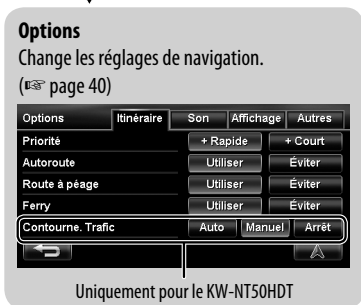 Options
Change les réglages de navigation.
(☞ page 40)
Options Itinéraire Son Affichage Autres
Priorité + Rapide + Court
Autoroute Utiliser Éviter
Route à péage Utiliser Éviter
Ferry Utiliser Éviter
Contourne. Trafic Auto Manuel Arrêt
Uniquement pour le KW-NT50HDT